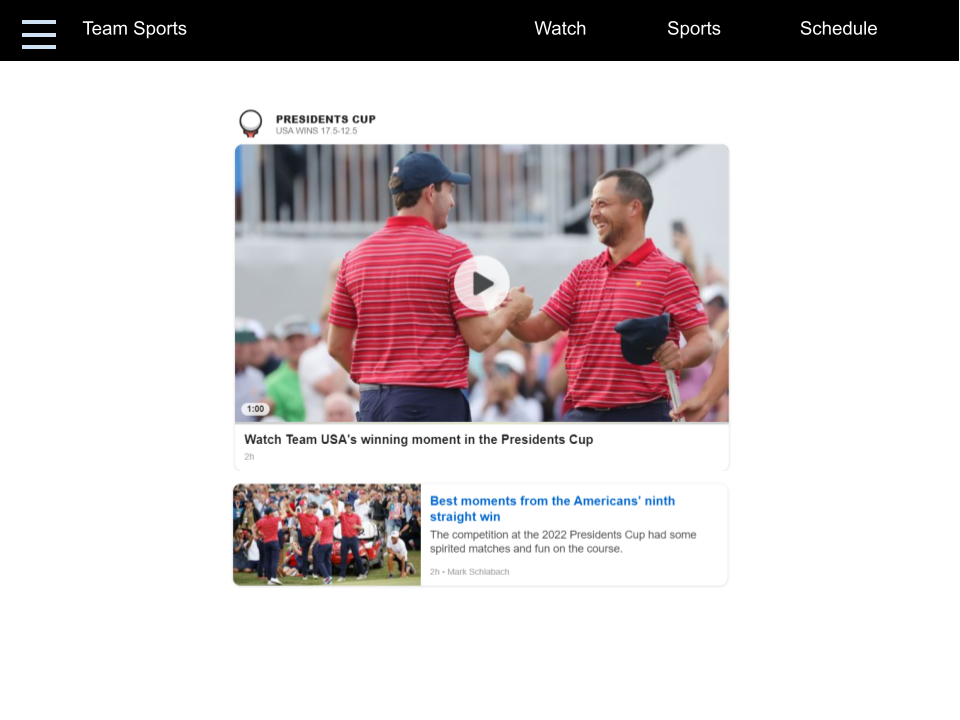 Team Sports
Watch
Sports
Schedule
PRESIDENTS CUP
USA WINS 17.5-12.5
1:00
Watch Team USA's winning moment in the Presidents Cup
2h
Best moments from the Americans' ninth
straight win
The competition at the 2022 Presidents Cup had some
spirited matches and fun on the course.
2h • Mark Schlabach